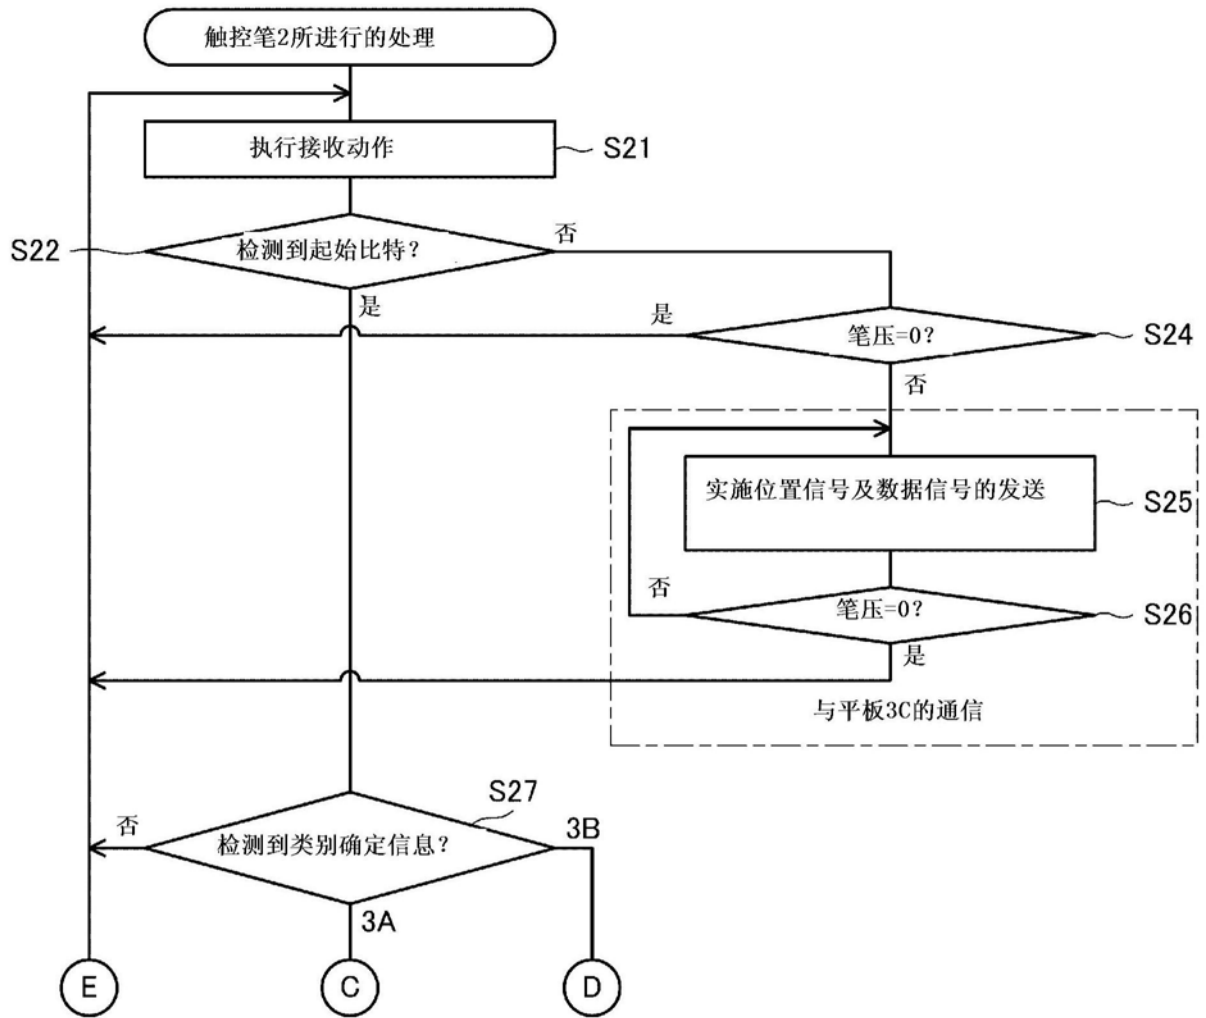 触控笔2所进行的处理
执行接收动作
S21
S22
检测到起始比特？
否
是
是
笔压=0？
S24
否
实施位置信号及数据信号的发送
S25
否
笔压=0？
S26
是
与平板3C的通信
S27
否
检测到类别确定信息？
3B
3A
E
C
D